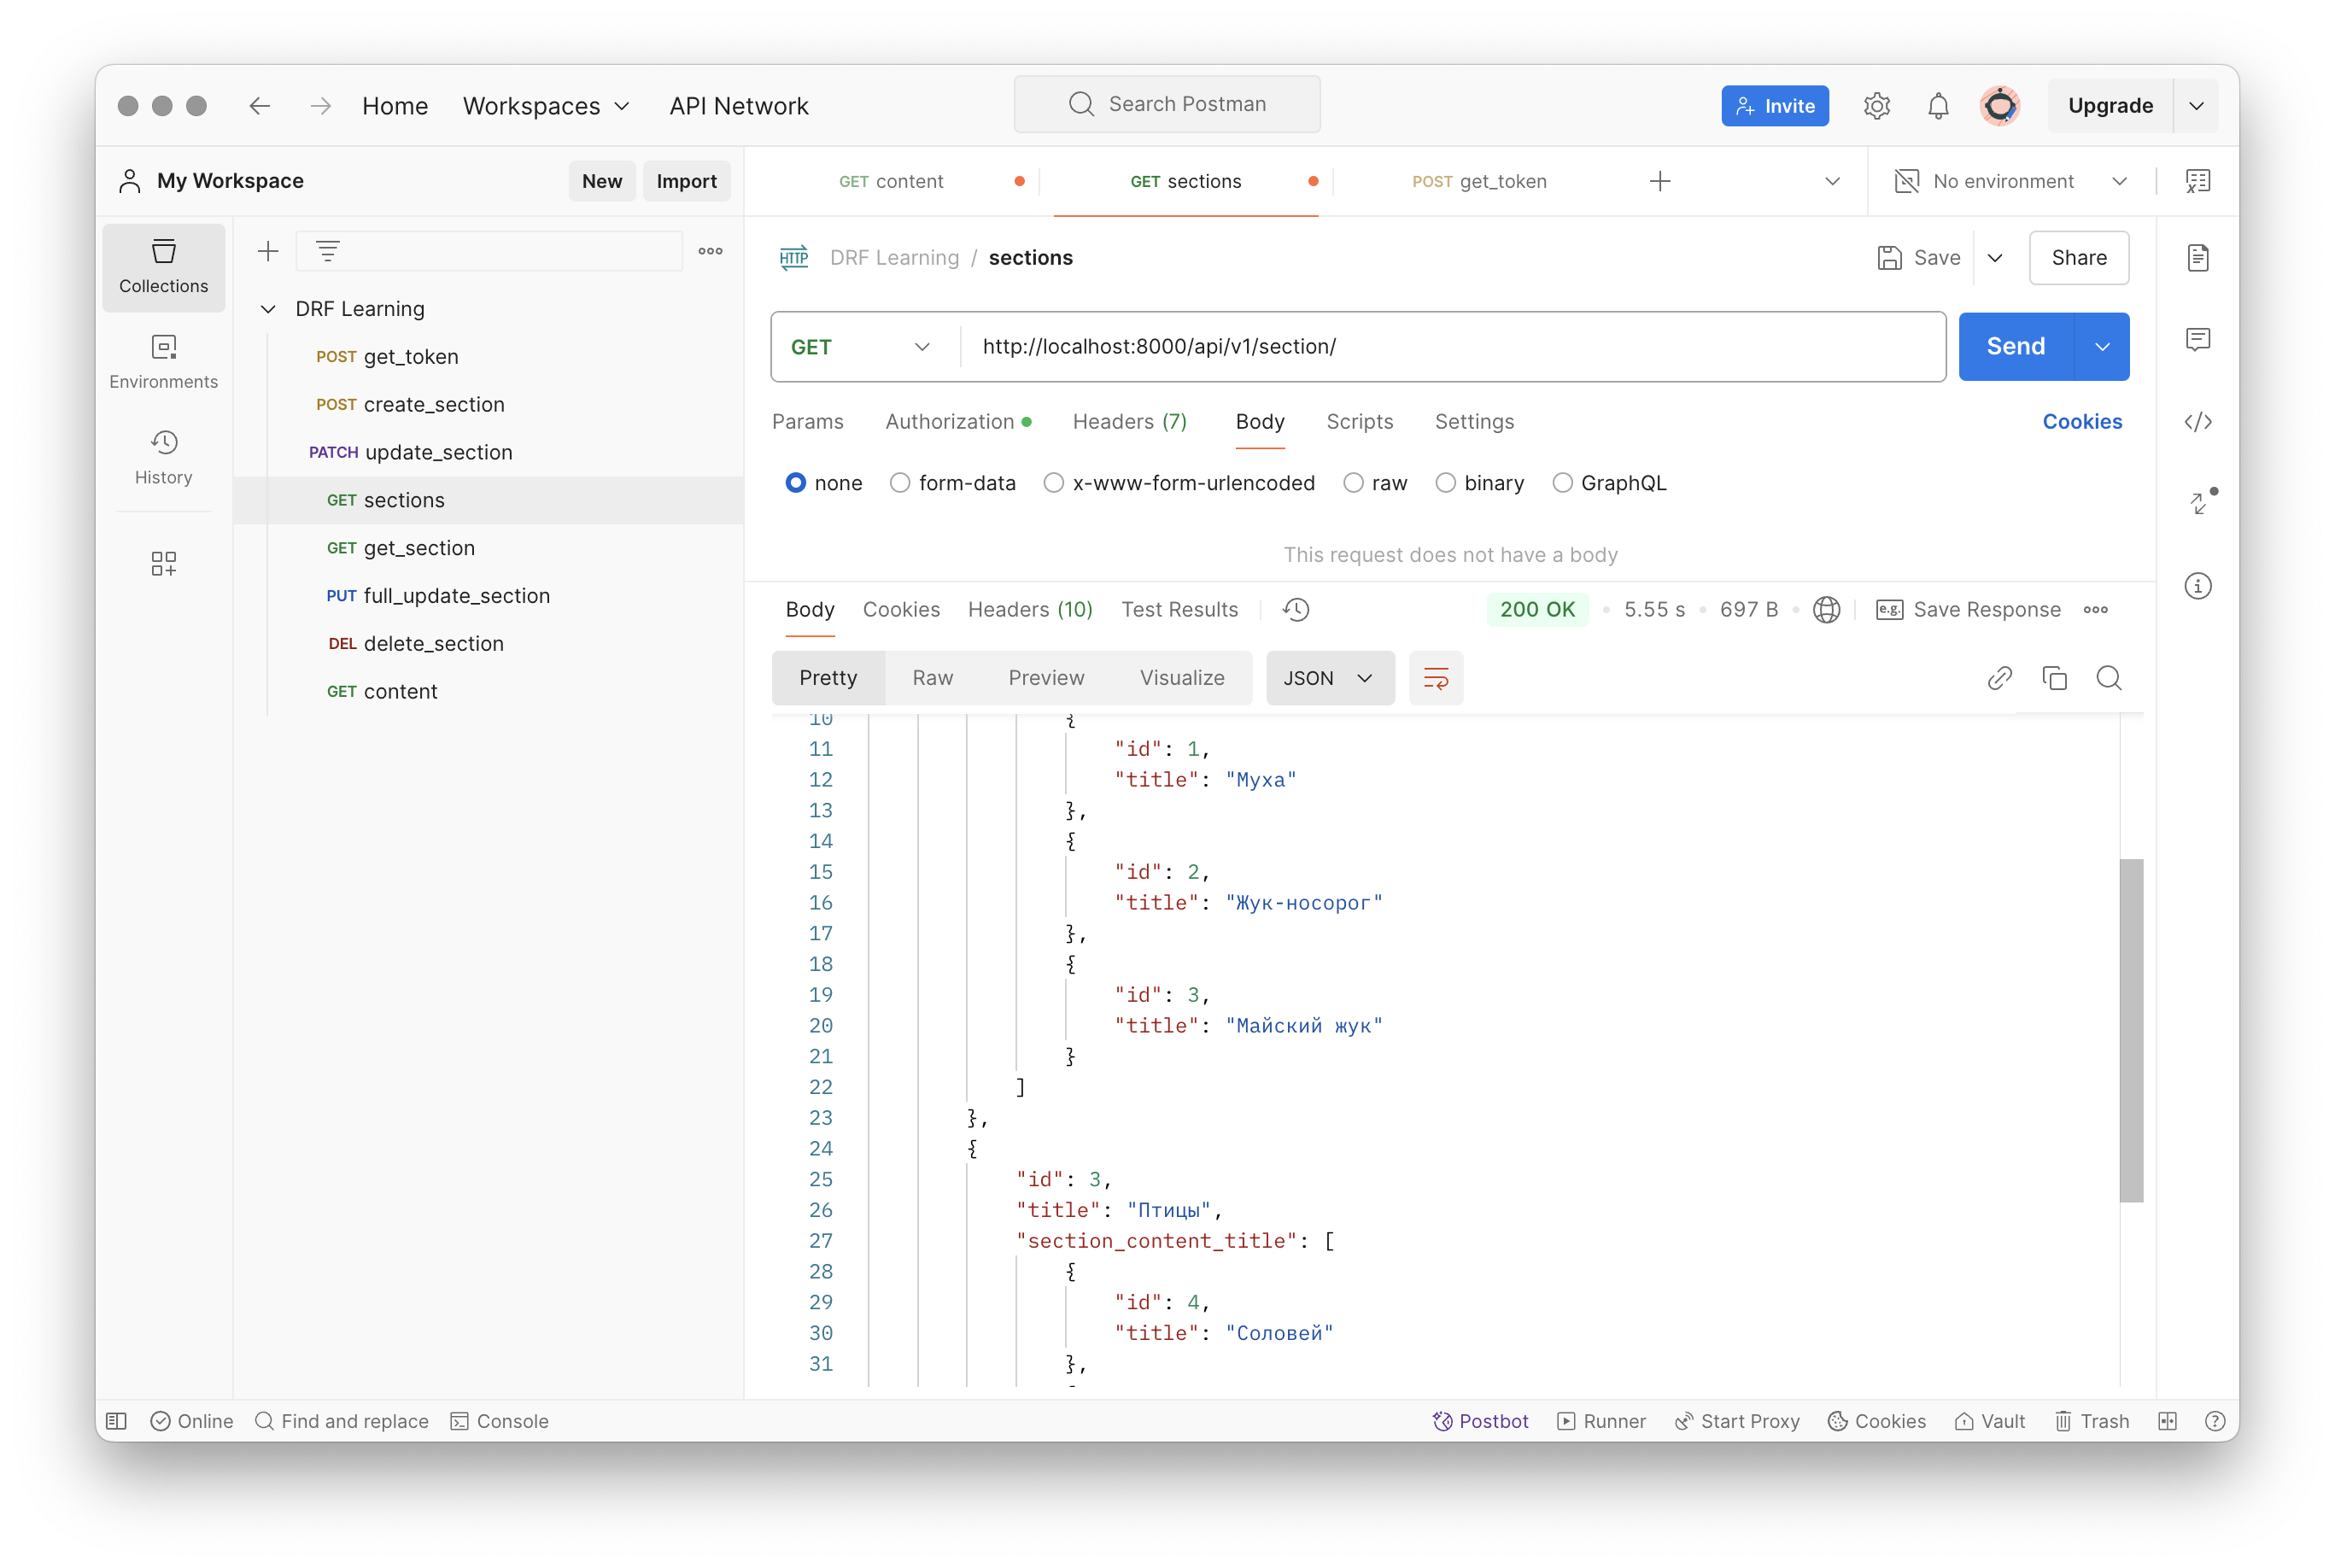 Home Workspaces API Network Search Postman Invite Upgrade
My Workspace New Import
GET content GET sections POST get_token No environment
Collections
Environments
History
DRF Learning
POST get_token
POST create_section
PATCH update_section
GET sections
GET get_section
PUT full_update_section
DEL delete_section
GET content
HTTP DRF Learning / sections Save Share
GET http://localhost:8000/api/v1/section/ Send
Params Authorization Headers (7) Body Scripts Settings Cookies
none form-data x-www-form-urlencoded raw binary GraphQL
This request does not have a body
Body Cookies Headers (10) Test Results 200 OK 5.55 s 697 B e.g. Save Response
Pretty Raw Preview Visualize JSON
10 {
11 "id": 1,
12 "title": "Муха"
13 },
14 {
15 "id": 2,
16 "title": "Жук-носорог"
17 },
18 {
19 "id": 3,
20 "title": "Майский жук"
21 }
22 ]
23 },
24 {
25 "id": 3,
26 "title": "Птицы",
27 "section_content_title": [
28 {
29 "id": 4,
30 "title": "Соловей"
31 },
Online Find and replace Console Postbot Runner Start Proxy Cookies Vault Trash